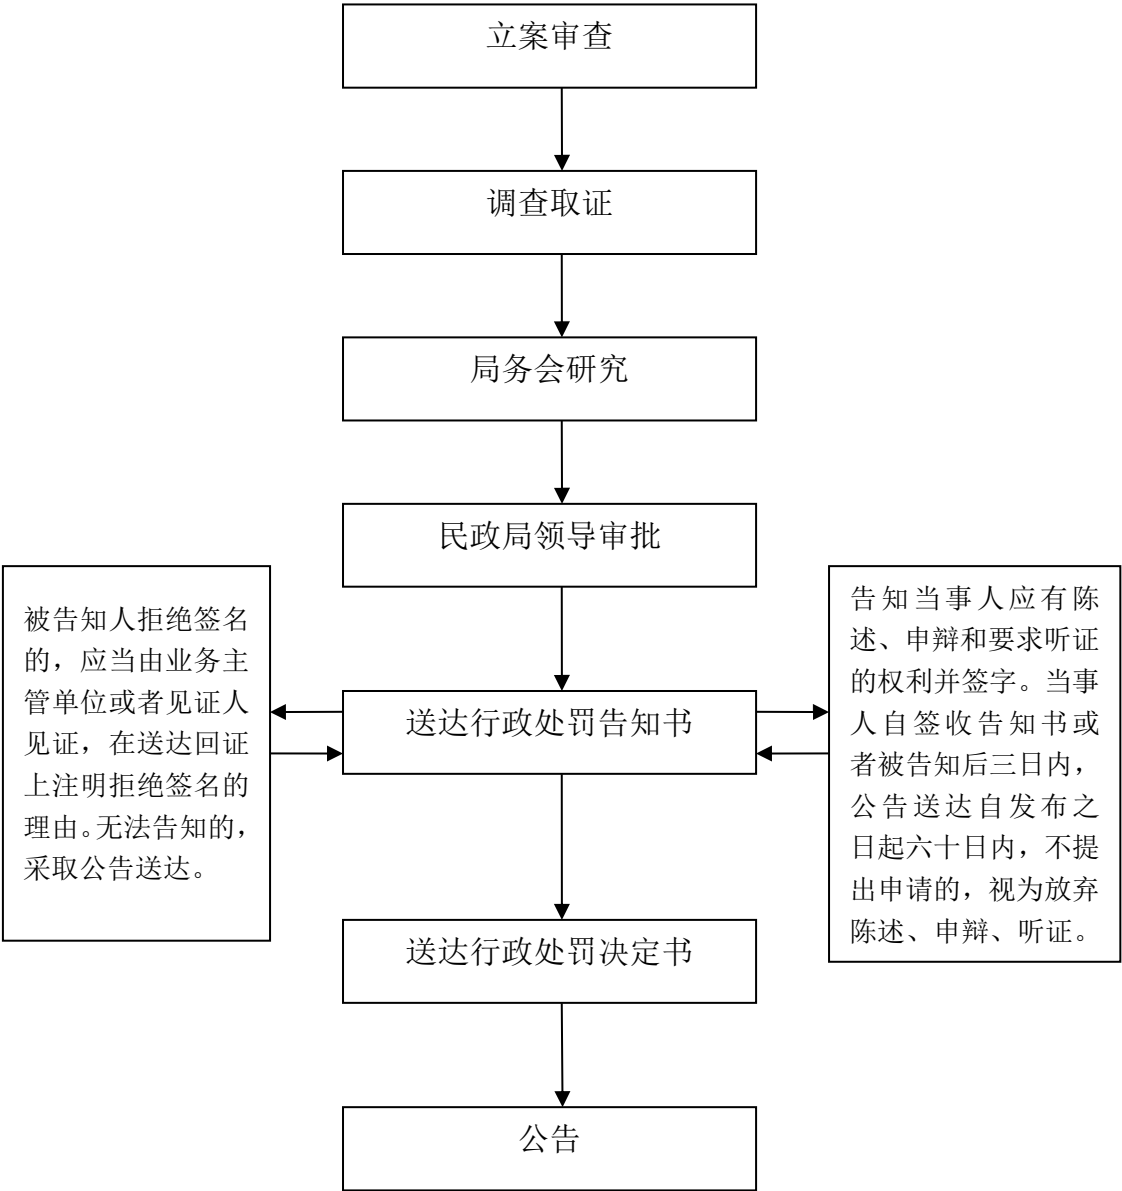 立案审查
调查取证
局务会研究
民政局领导审批
被告知人拒绝签名
的，应当由业务主
管单位或者见证人
见证，在送达回证
上注明拒绝签名的
理由。无法告知的，
采取公告送达。
送达行政处罚告知书
告知当事人应有陈
述、申辩和要求听证
的权利并签字。当事
人自签收告知书或
者被告知后三日内，
公告送达自发布之
日起六十日内，不提
出申请的，视为放弃
陈述、申辩、听证。
送达行政处罚决定书
公告